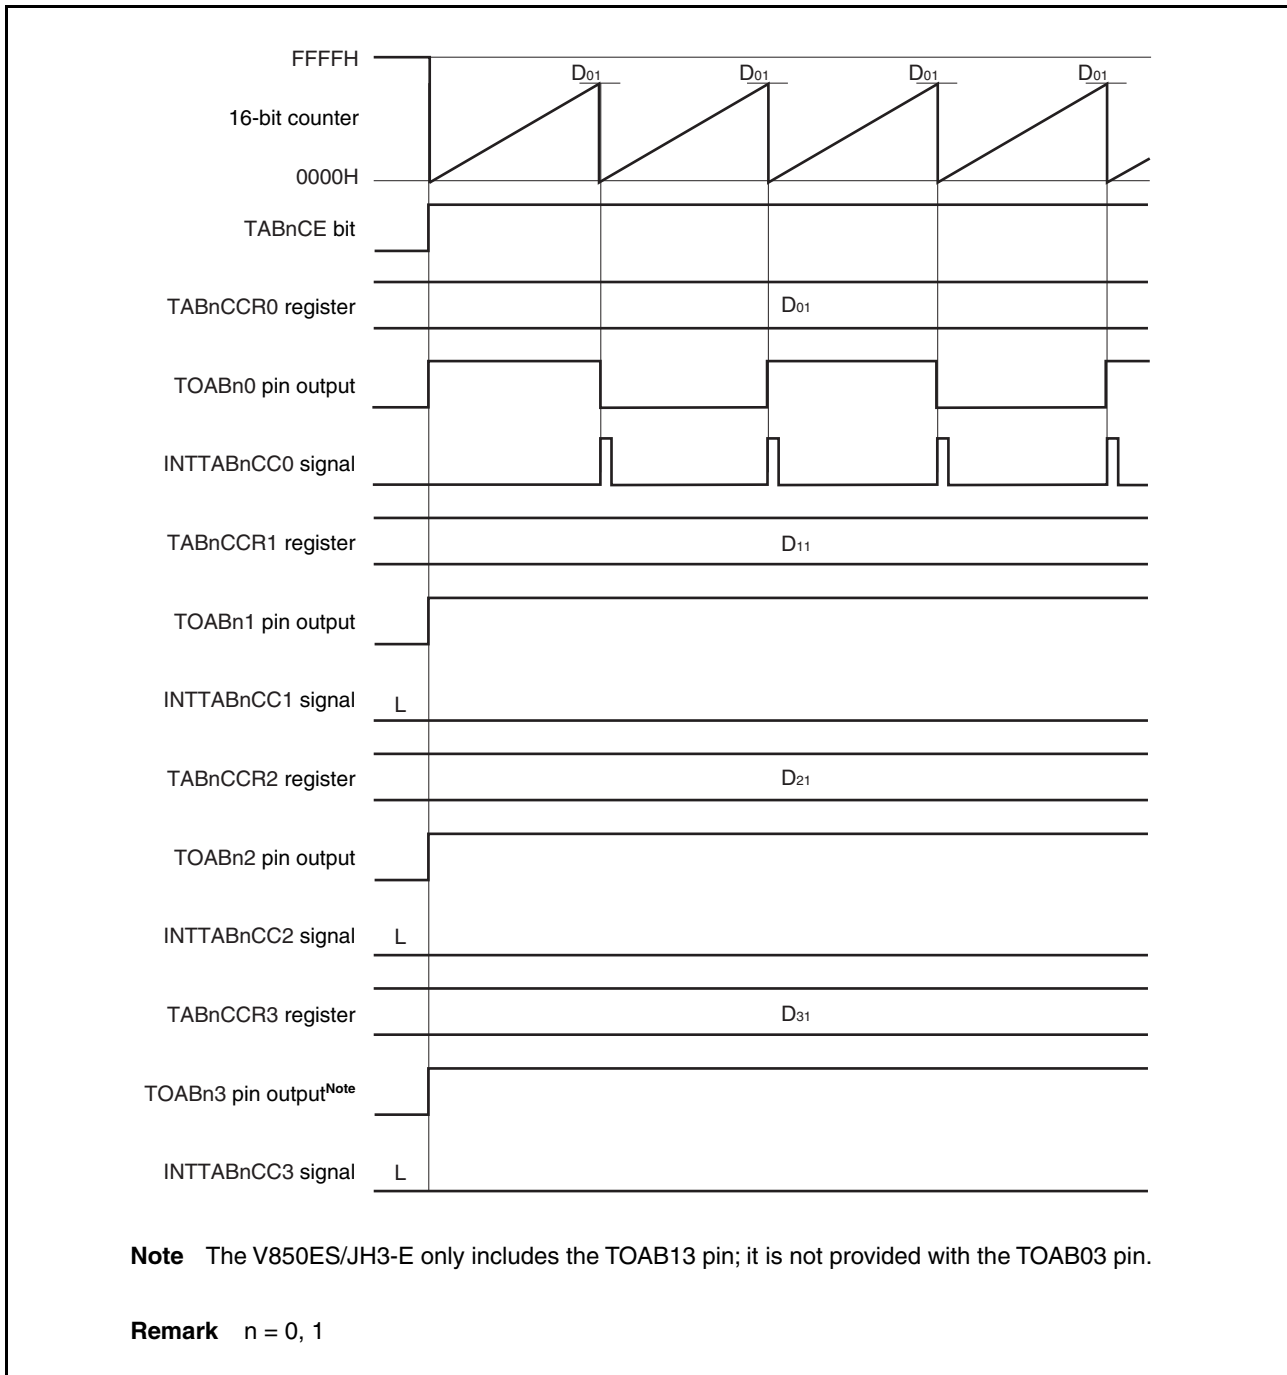 FFFFH
D01 D01 D01 D01
16-bit counter
0000H
TABnCE bit
TABnCCR0 register D01
TOABn0 pin output
INTTABnCC0 signal
TABnCCR1 register D11
TOABn1 pin output
INTTABnCC1 signal L
TABnCCR2 register D21
TOABn2 pin output
INTTABnCC2 signal L
TABnCCR3 register D31
TOABn3 pin outputNote
INTTABnCC3 signal L
Note The V850ES/JH3-E only includes the TOAB13 pin; it is not provided with the TOAB03 pin.
Remark n = 0, 1